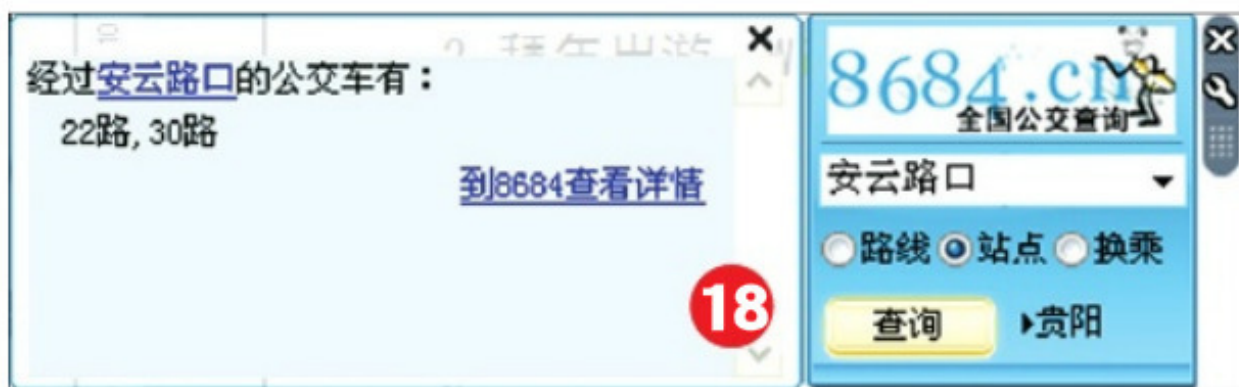 经过安云路口的公交车有：
22路,30路
到8684查看详情
18
8684.cn
全国公交查询
安云路口
路线 站点 换乘
查询 贵阳